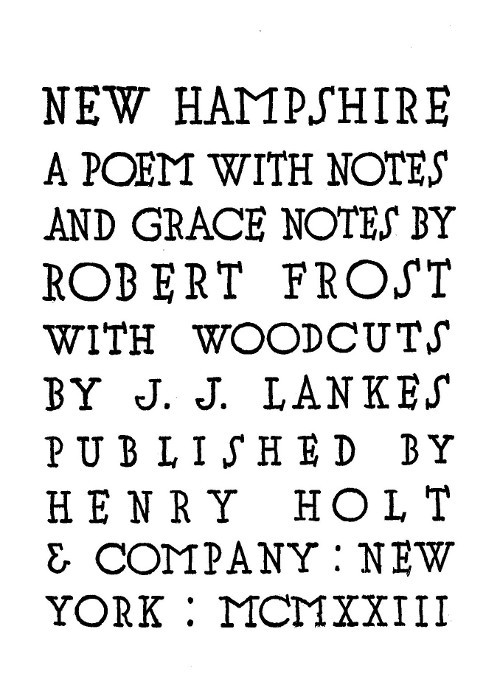 NEW HAMPSHIRE
A POEM WITH NOTES
AND GRACE NOTES BY
ROBERT FROST
WITH WOODCUTS
BY J. J. LANKES
PUBLISHED BY
HENRY HOLT
& COMPANY : NEW
YORK : MCMXXIII